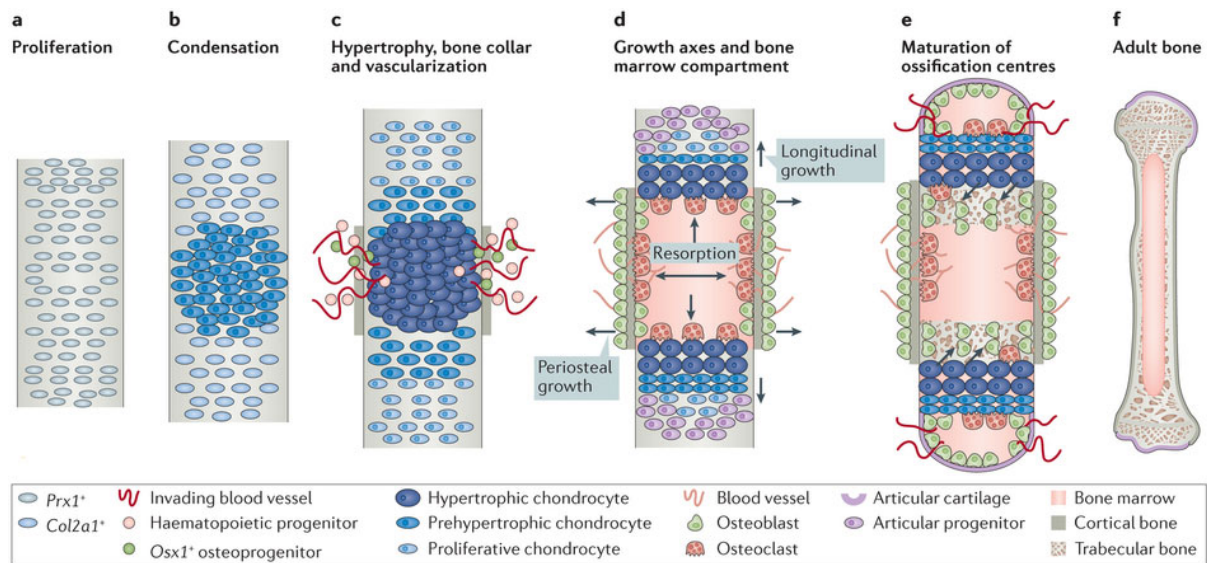 a
Proliferation
b
Condensation
c
Hypertrophy, bone collar
and vascularization
d
Growth axes and bone
marrow compartment
e
Maturation of
ossification centres
f
Adult bone
Longitudinal
growth
Resorption
Periosteal
growth
Prx1+
Col2a1+
Invading blood vessel
Haematopoietic progenitor
Osx1+ osteoprogenitor
Hypertrophic chondrocyte
Prehypertrophic chondrocyte
Proliferative chondrocyte
Blood vessel
Osteoblast
Osteoclast
Articular cartilage
Articular progenitor
Bone marrow
Cortical bone
Trabecular bone